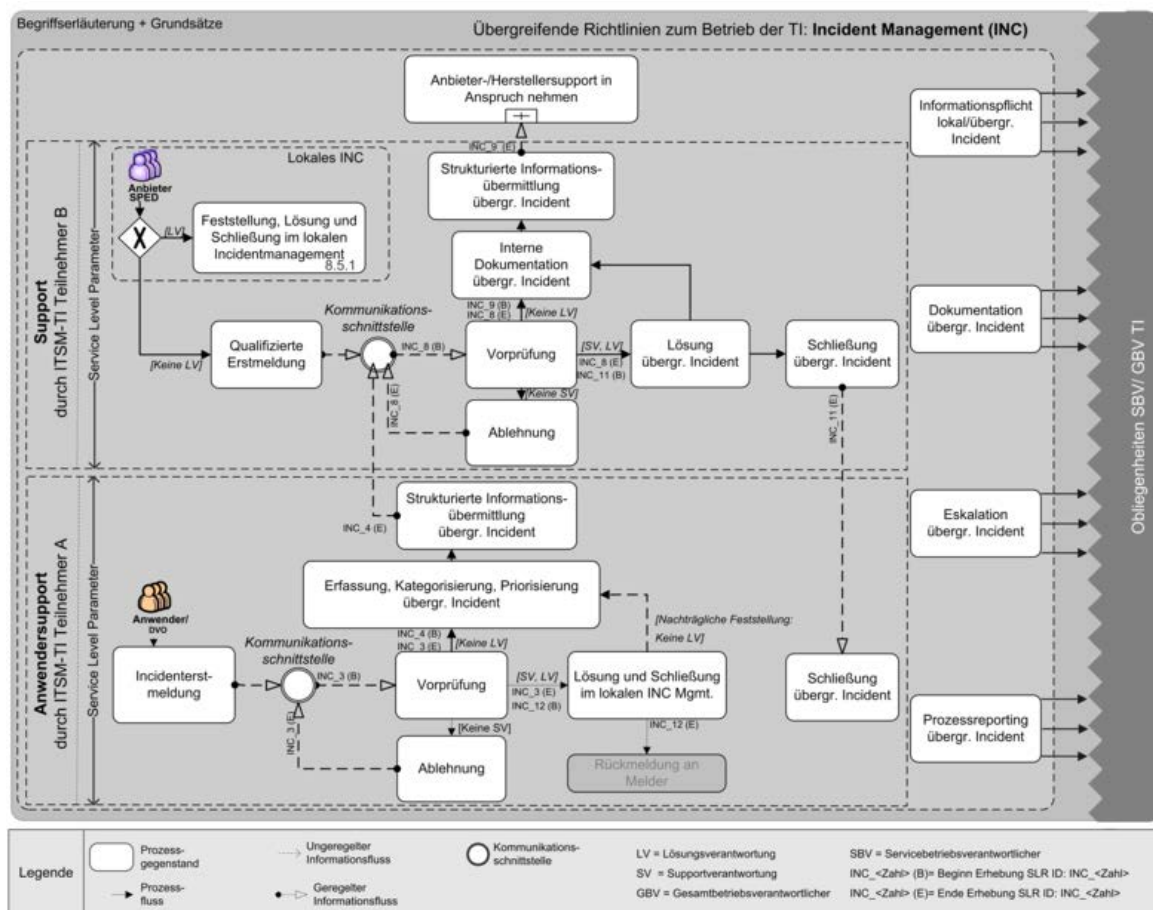 Begriffserläuterung + Grundsätze
Übergreifende Richtlinien zum Betrieb der TI: Incident Management (INC)
Anbieter-/Herstellersupport in
Anspruch nehmen
INC_9 (E)
Support
durch ITSM-TI Teilnehmer B
Service Level Parameter
Lokales INC
Anbieter
SPED
X
[LV]
Feststellung, Lösung und
Schließung im lokalen
Incidentmanagement
8.5.1
Strukturierte Informations-
übermittlung
übergr. Incident
Interne
Dokumentation
übergr. Incident
INC_9 (B)
INC_8 (E)
[Keine LV]
[Keine LV]
Qualifizierte
Erstmeldung
Kommunikations-
schnittstelle
INC_8 (B)
Vorprüfung
[SV, LV]
INC_8 (E)
INC_11 (B)
Lösung
übergr. Incident
Schließung
übergr. Incident
[Keine SV]
INC_8 (E)
Ablehnung
INC_11 (E)
Anwendersupport
durch ITSM-TI Teilnehmer A
Service Level Parameter
INC_4 (E)
Strukturierte Informations-
übermittlung
übergr. Incident
Erfassung, Kategorisierung, Priorisierung
übergr. Incident
Anwender/
DVO
INC_4 (B)
INC_3 (E)
[Keine LV]
[Nachträgliche Feststellung:
Keine LV]
Incidenterst-
meldung
Kommunikations-
schnittstelle
INC_3 (B)
Vorprüfung
[SV, LV]
INC_3 (E)
INC_12 (B)
Lösung und Schließung
im lokalen INC Mgmt.
Schließung
übergr. Incident
[Keine SV]
INC_3 (E)
Ablehnung
INC_12 (E)
Rückmeldung an
Melder
Informationspflicht
lokal/übergr.
Incident
Dokumentation
übergr. Incident
Eskalation
übergr. Incident
Prozessreporting
übergr. Incident
Obliegenheiten SBV/ GBV TI
Legende
Prozess-
gegenstand
Prozess-
fluss
Ungeregelter
Informationsfluss
Geregelter
Informationsfluss
Kommunikations-
schnittstelle
LV = Lösungsverantwortung
SV = Supportverantwortung
GBV = Gesamtbetriebsverantwortlicher
SBV = Servicebetriebsverantwortlicher
INC_<Zahl> (B)= Beginn Erhebung SLR ID: INC_<Zahl>
INC_<Zahl> (E)= Ende Erhebung SLR ID: INC_<Zahl>